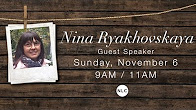 Nina Ryakhovskaya
Guest Speaker
Sunday, November 6
9AM / 11AM
NLC